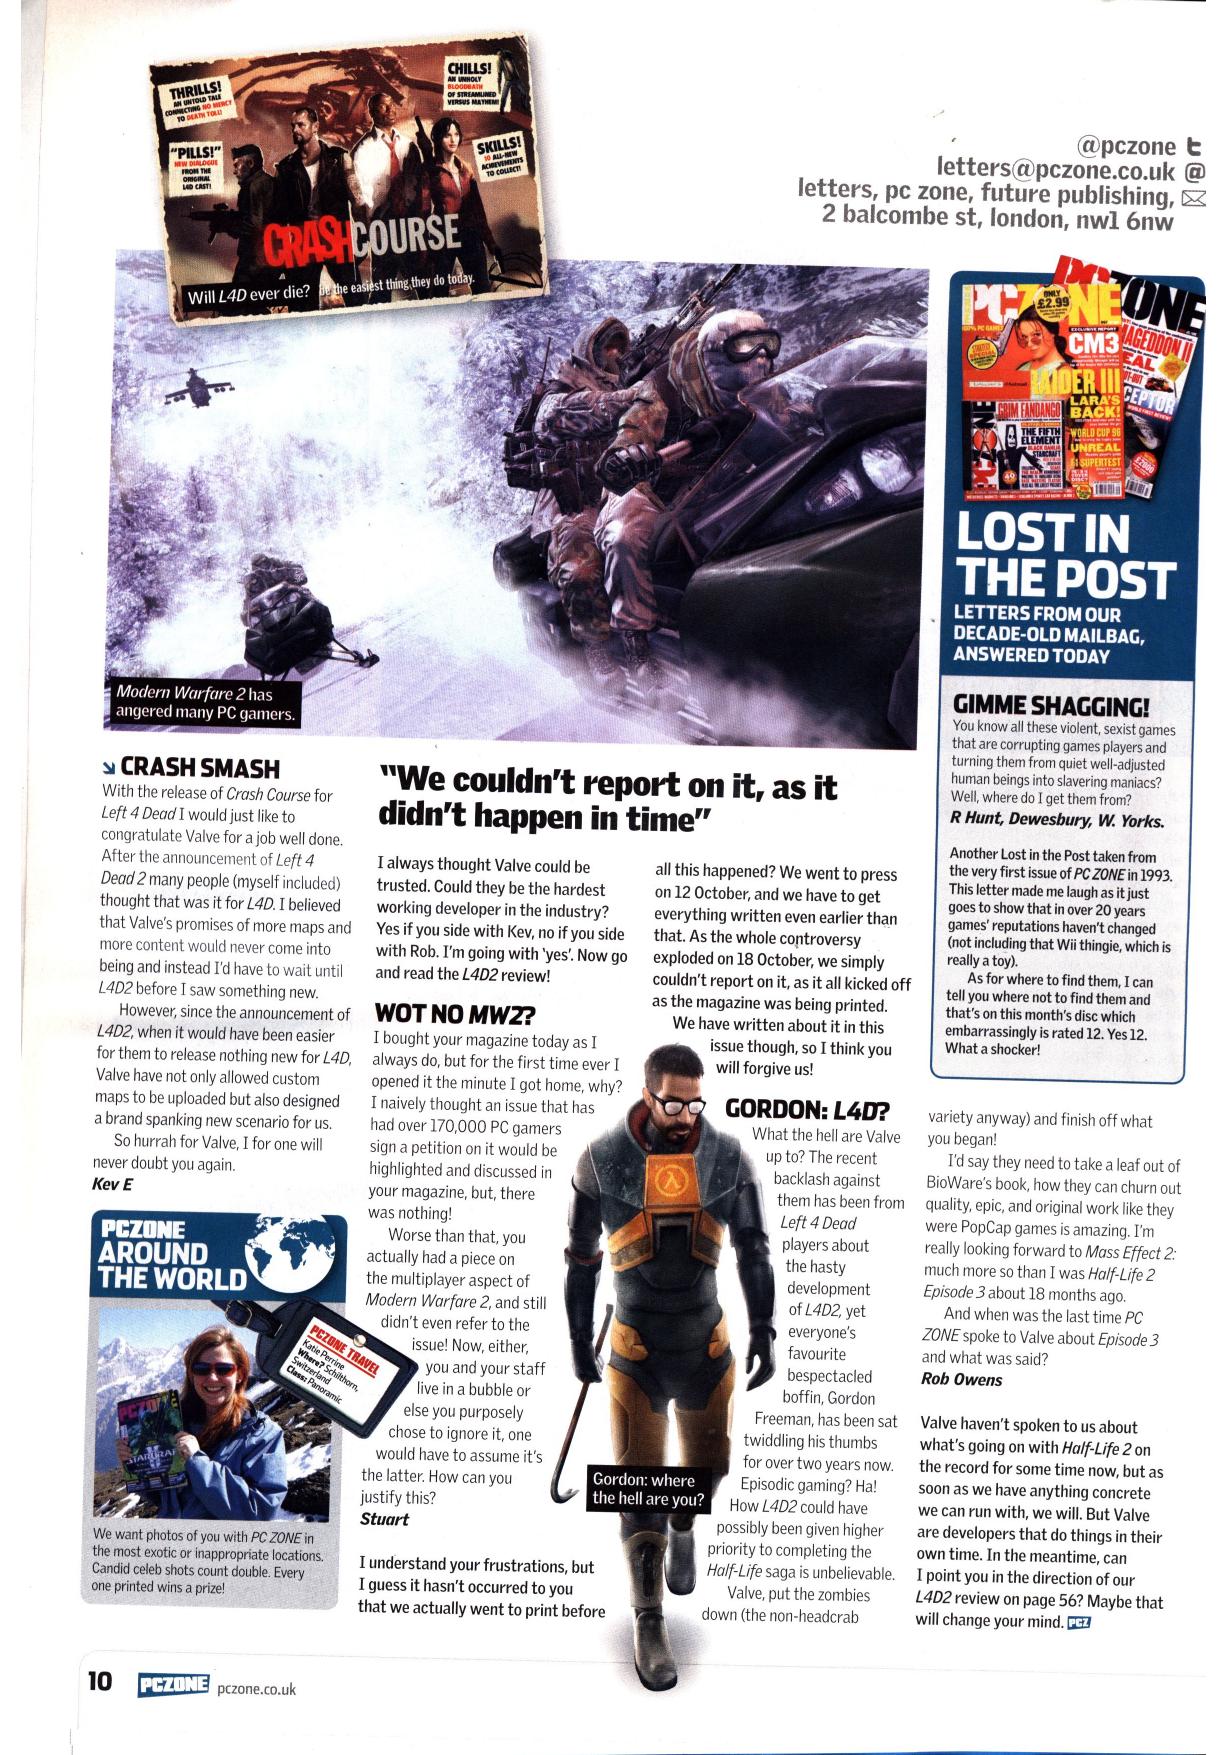 THRILLS!
AN UNTOLD TALE
CONNECTING NO MERCY
TO DEATH TOLL!
CHILLS!
AN UNHOLY
BLOODBATH
OF STREAMLINED
VERSUS MAYHEM!
"PILLS!"
NEW DIALOGUE
FROM THE
ORIGINAL
L4D CAST!
SKILLS!
10 ALL-NEW
ACHIEVEMENTS
TO COLLECT!
CRASHCOURSE
be the easiest thing they do today.
Will L4D ever die?
@pczone
letters@pczone.co.uk @
letters, pc zone, future publishing,
2 balcombe st, london, nw1 6nw
Modern Warfare 2 has
angered many PC gamers.
PCZONE
ONLY
£2.99
EXCLUSIVE REPORT
CM3
RAIDER III
LARA'S
BACK!
GRIM FANDANGO
THE FIFTH
ELEMENT
BLACK DAHLIA
STARCRAFT
WORLD CUP 98
UNREAL
SUPERTEST
LOST IN
THE POST
LETTERS FROM OUR
DECADE-OLD MAILBAG,
ANSWERED TODAY
GIMME SHAGGING!
You know all these violent, sexist games
that are corrupting games players and
turning them from quiet well-adjusted
human beings into slavering maniacs?
Well, where do I get them from?
R Hunt, Dewesbury, W. Yorks.
Another Lost in the Post taken from
the very first issue of PC ZONE in 1993.
This letter made me laugh as it just
goes to show that in over 20 years
games' reputations haven't changed
(not including that Wii thingie, which is
really a toy).
As for where to find them, I can
tell you where not to find them and
that's on this month's disc which
embarrassingly is rated 12. Yes 12.
What a shocker!
CRASH SMASH
With the release of Crash Course for
Left 4 Dead I would just like to
congratulate Valve for a job well done.
After the announcement of Left 4
Dead 2 many people (myself included)
thought that was it for L4D. I believed
that Valve's promises of more maps and
more content would never come into
being and instead I'd have to wait until
L4D2 before I saw something new.
However, since the announcement of
L4D2, when it would have been easier
for them to release nothing new for L4D,
Valve have not only allowed custom
maps to be uploaded but also designed
a brand spanking new scenario for us.
So hurrah for Valve, I for one will
never doubt you again.
Kev E
PCZONE
AROUND
THE WORLD
PCZONE TRAVEL
Katie Perrine
Where? Schilthorn,
Switzerland
Class: Panoramic
We want photos of you with PC ZONE in
the most exotic or inappropriate locations.
Candid celeb shots count double. Every
one printed wins a prize!
"We couldn't report on it, as it
didn't happen in time"
I always thought Valve could be
trusted. Could they be the hardest
working developer in the industry?
Yes if you side with Kev, no if you side
with Rob. I'm going with 'yes'. Now go
and read the L4D2 review!
WOT NO MW2?
I bought your magazine today as I
always do, but for the first time ever I
opened it the minute I got home, why?
I naively thought an issue that has
had over 170,000 PC gamers
sign a petition on it would be
highlighted and discussed in
your magazine, but, there
was nothing!
Worse than that, you
actually had a piece on
the multiplayer aspect of
Modern Warfare 2, and still
didn't even refer to the
issue! Now, either,
you and your staff
live in a bubble or
else you purposely
chose to ignore it, one
would have to assume it's
the latter. How can you
justify this?
Stuart
I understand your frustrations, but
I guess it hasn't occurred to you
that we actually went to print before
all this happened? We went to press
on 12 October, and we have to get
everything written even earlier than
that. As the whole controversy
exploded on 18 October, we simply
couldn't report on it, as it all kicked off
as the magazine was being printed.
We have written about it in this
issue though, so I think you
will forgive us!
GORDON: L4D?
What the hell are Valve
up to? The recent
backlash against
them has been from
Left 4 Dead
players about
the hasty
development
of L4D2, yet
everyone's
favourite
bespectacled
boffin, Gordon
Freeman, has been sat
twiddling his thumbs
for over two years now.
Episodic gaming? Ha!
How L4D2 could have
possibly been given higher
priority to completing the
Half-Life saga is unbelievable.
Valve, put the zombies
down (the non-headcrab
Gordon: where
the hell are you?
variety anyway) and finish off what
you began!
I'd say they need to take a leaf out of
BioWare's book, how they can churn out
quality, epic, and original work like they
were PopCap games is amazing. I'm
really looking forward to Mass Effect 2:
much more so than I was Half-Life 2
Episode 3 about 18 months ago.
And when was the last time PC
ZONE spoke to Valve about Episode 3
and what was said?
Rob Owens
Valve haven't spoken to us about
what's going on with Half-Life 2 on
the record for some time now, but as
soon as we have anything concrete
we can run with, we will. But Valve
are developers that do things in their
own time. In the meantime, can
I point you in the direction of our
L4D2 review on page 56? Maybe that
will change your mind. PCZ
10 PCZONE pczone.co.uk